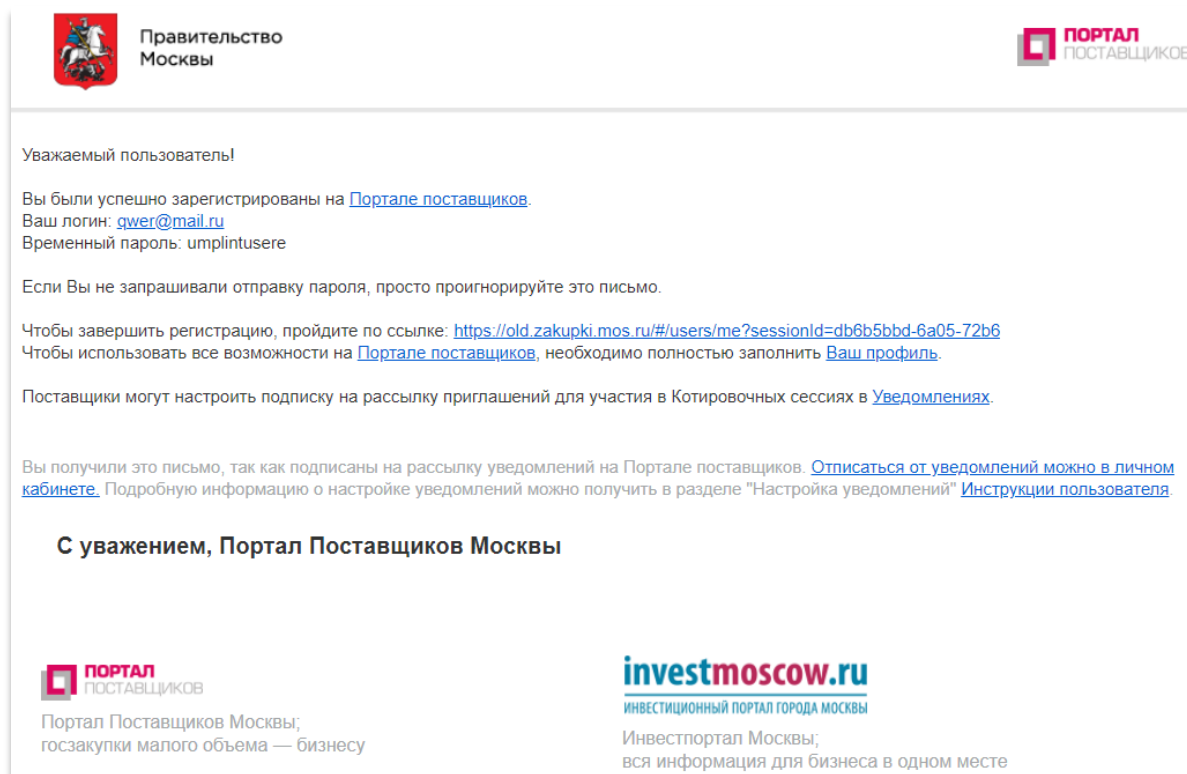 Правительство
Москвы
ПОРТАЛ
ПОСТАВЩИКОВ
Уважаемый пользователь!
Вы были успешно зарегистрированы на Портале поставщиков.
Ваш логин: qwer@mail.ru
Временный пароль: umplintusere
Если Вы не запрашивали отправку пароля, просто проигнорируйте это письмо.
Чтобы завершить регистрацию, пройдите по ссылке: https://old.zakupki.mos.ru/#/users/me?sessionId=db6b5bbd-6a05-72b6
Чтобы использовать все возможности на Портале поставщиков, необходимо полностью заполнить Ваш профиль.
Поставщики могут настроить подписку на рассылку приглашений для участия в Котировочных сессиях в Уведомлениях.
Вы получили это письмо, так как подписаны на рассылку уведомлений на Портале поставщиков. Отписаться от уведомлений можно в личном
кабинете. Подробную информацию о настройке уведомлений можно получить в разделе "Настройка уведомлений" Инструкции пользователя.
С уважением, Портал Поставщиков Москвы
ПОРТАЛ
ПОСТАВЩИКОВ
Портал Поставщиков Москвы;
госзакупки малого объема — бизнесу
investmoscow.ru
ИНВЕСТИЦИОННЫЙ ПОРТАЛ ГОРОДА МОСКВЫ
Инвестпортал Москвы;
вся информация для бизнеса в одном месте